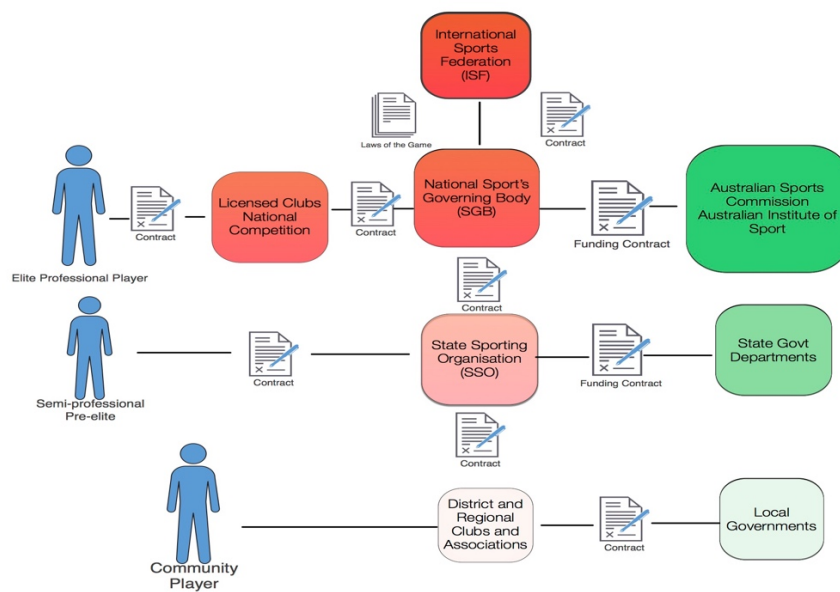 International
Sports
Federation
(ISF)
Laws of the Game
Contract
Elite Professional Player
Contract
Licensed Clubs
National
Competition
Contract
National Sport's
Governing Body
(SGB)
Funding Contract
Australian Sports
Commission
Australian Institute of
Sport
Contract
Semi-professional
Pre-elite
Contract
State Sporting
Organisation
(SSO)
Funding Contract
State Govt
Departments
Contract
Community
Player
District and
Regional
Clubs and
Associations
Contract
Local
Governments